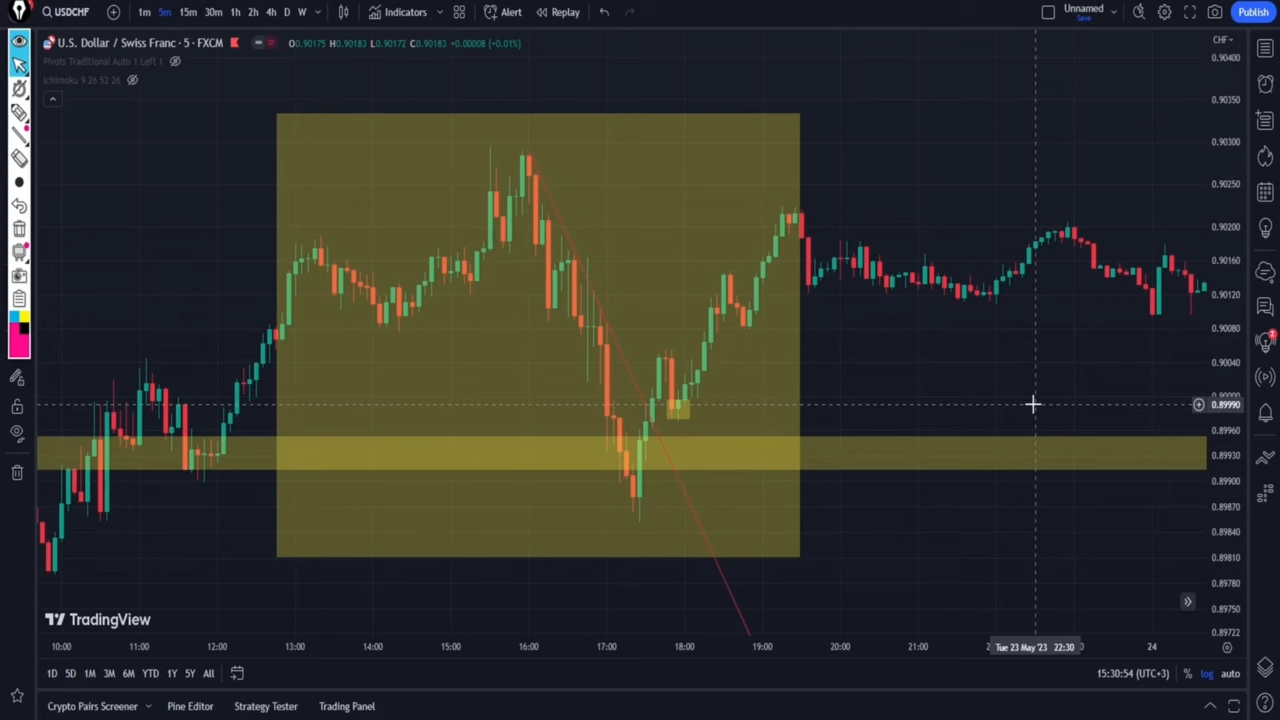 USDCHF 1m 5m 15m 30m 1h 2h 4h D W Indicators Alert Replay Unnamed Publish
Save
U.S. Dollar / Swiss Franc · 5 · FXCM O0.90175 H0.90183 L0.90172 C0.90183 +0.00008 (+0.01%) CHF
Pivots Traditional Auto 1 Left 1
Ichimoku 9 26 52 26
0.90400
0.90350
0.90300
0.90250
0.90200
0.90160
0.90120
0.90080
0.90040
0.90000
0.89990
0.89960
0.89930
0.89900
0.89870
0.89840
0.89810
0.89780
0.89750
0.89722
2
TradingView
10:00 11:00 12:00 13:00 14:00 15:00 16:00 17:00 18:00 19:00 20:00 21:00 Tue 23 May '23 22:30 24
1D 5D 1M 3M 6M YTD 1Y 5Y All 15:30:54 (UTC+3) % log auto
Crypto Pairs Screener Pine Editor Strategy Tester Trading Panel